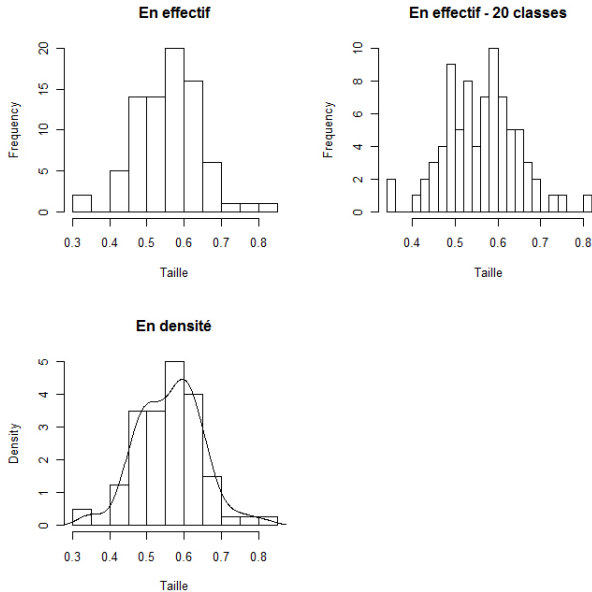 En effectif
Frequency
20
15
10
5
0
0.3 0.4 0.5 0.6 0.7 0.8
Taille
En effectif - 20 classes
Frequency
10
8
6
4
2
0
0.4 0.5 0.6 0.7 0.8
Taille
En densité
Density
5
4
3
2
1
0
0.3 0.4 0.5 0.6 0.7 0.8
Taille